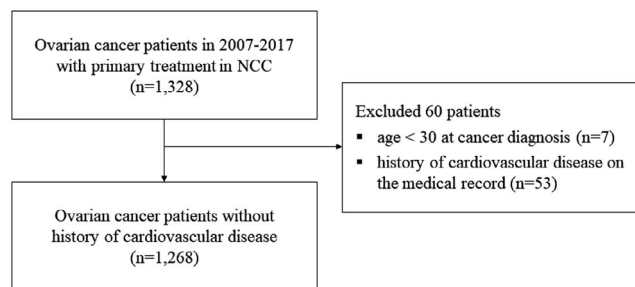 Ovarian cancer patients in 2007-2017
with primary treatment in NCC
(n=1,328)
Excluded 60 patients
▪ age < 30 at cancer diagnosis (n=7)
▪ history of cardiovascular disease on
the medical record (n=53)
Ovarian cancer patients without
history of cardiovascular disease
(n=1,268)